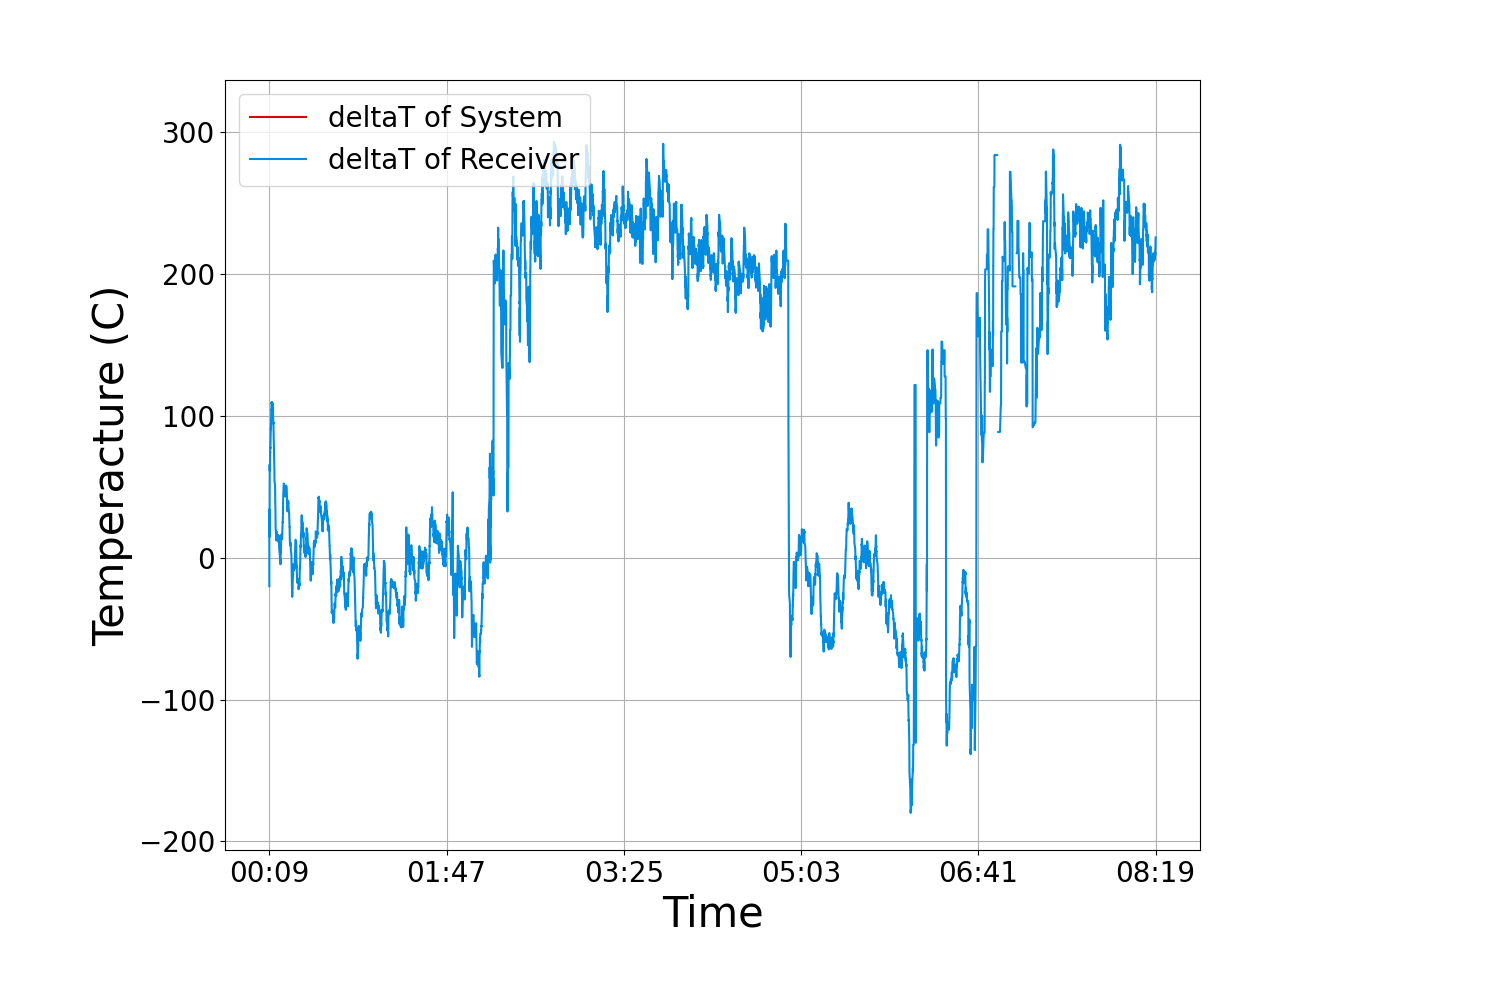 deltaT of System
deltaT of Receiver
300
200
100
0
−100
−200
Temperacture (C)
00:09 01:47 03:25 05:03 06:41 08:19
Time